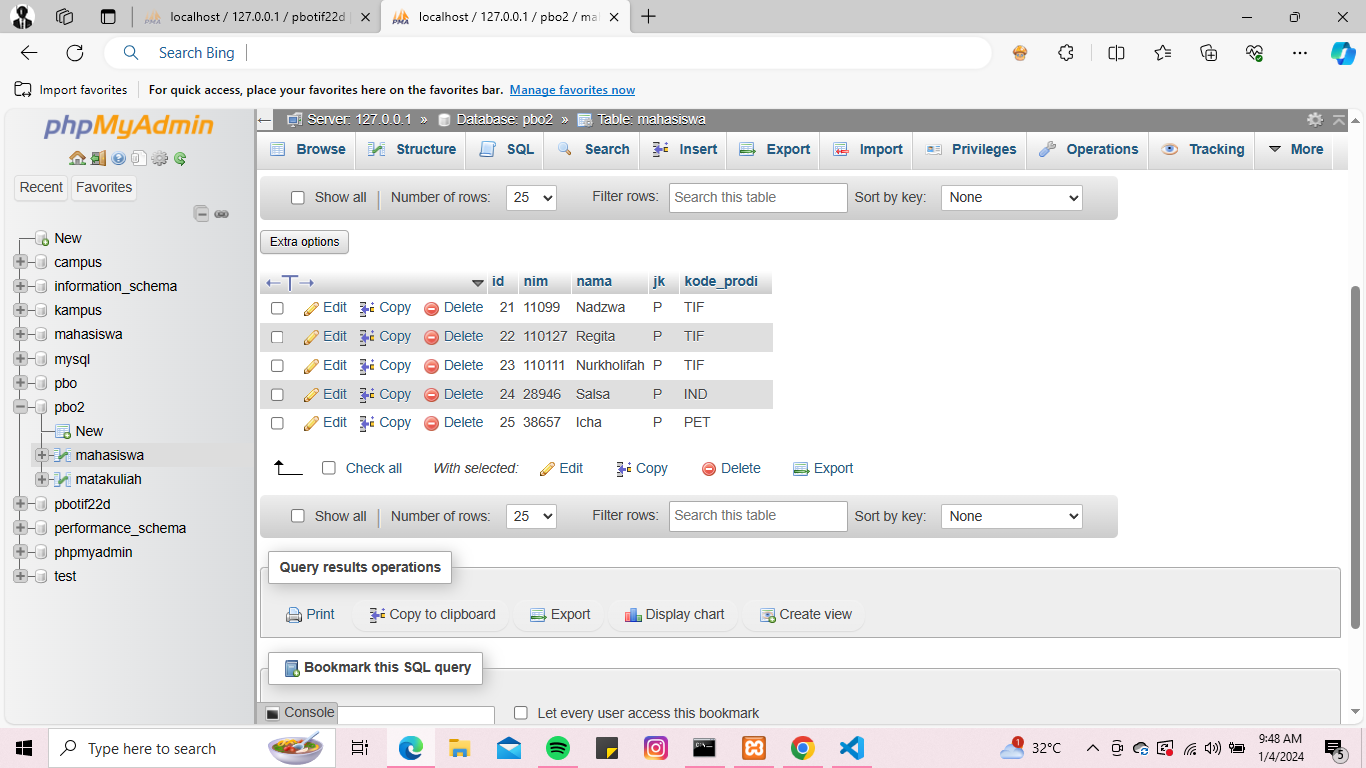 localhost / 127.0.0.1 / pbotif22d
localhost / 127.0.0.1 / pbo2 / ma
Search Bing
Import favorites
For quick access, place your favorites here on the favorites bar. Manage favorites now
phpMyAdmin
Recent Favorites
New
campus
information_schema
kampus
mahasiswa
mysql
pbo
pbo2
New
mahasiswa
matakuliah
pbotif22d
performance_schema
phpmyadmin
test
Server: 127.0.0.1 » Database: pbo2 » Table: mahasiswa
Browse Structure SQL Search Insert Export Import Privileges Operations Tracking More
Show all Number of rows: 25 Filter rows: Search this table Sort by key: None
Extra options
id nim nama jk kode_prodi
Edit Copy Delete 21 11099 Nadzwa P TIF
Edit Copy Delete 22 110127 Regita P TIF
Edit Copy Delete 23 110111 Nurkholifah P TIF
Edit Copy Delete 24 28946 Salsa P IND
Edit Copy Delete 25 38657 Icha P PET
Check all With selected: Edit Copy Delete Export
Show all Number of rows: 25 Filter rows: Search this table Sort by key: None
Query results operations
Print Copy to clipboard Export Display chart Create view
Bookmark this SQL query
Console
Let every user access this bookmark
Type here to search
1
32°C
9:48 AM
1/4/2024
5